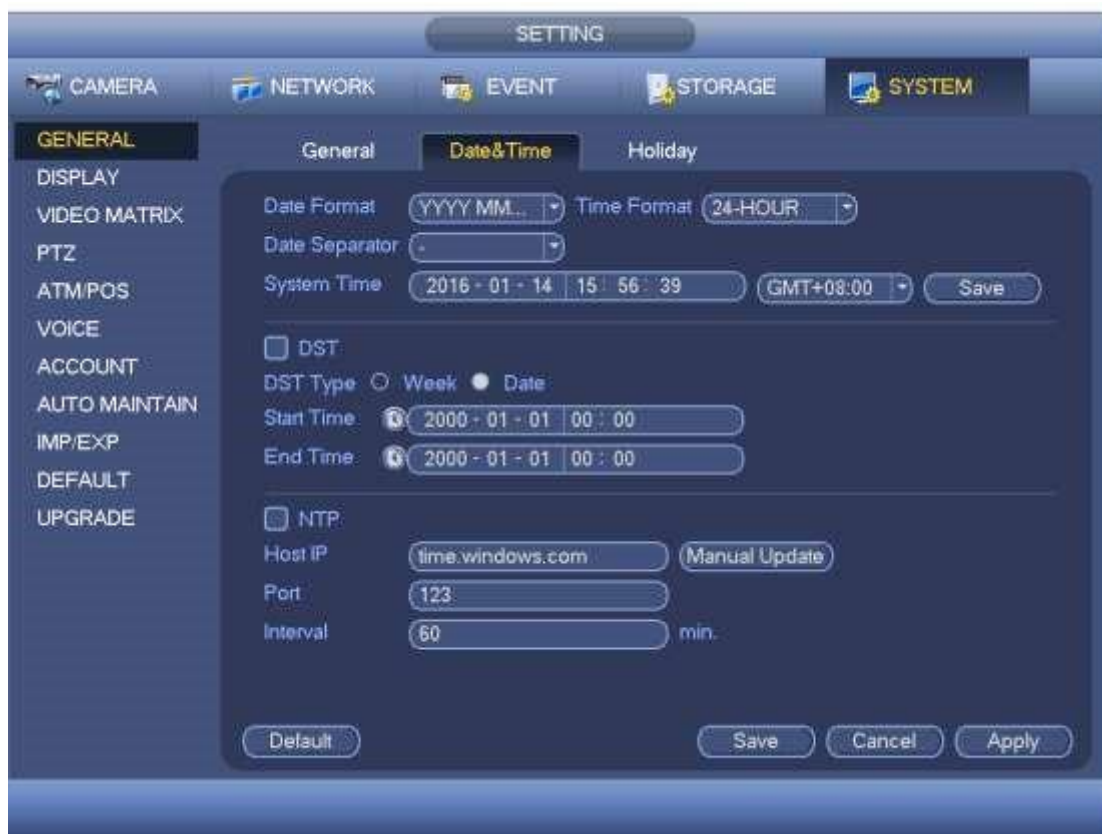 SETTING
CAMERA NETWORK EVENT STORAGE SYSTEM
GENERAL
DISPLAY
VIDEO MATRIX
PTZ
ATM/POS
VOICE
ACCOUNT
AUTO MAINTAIN
IMP/EXP
DEFAULT
UPGRADE
General Date&Time Holiday
Date Format YYYY MM... Time Format 24-HOUR
Date Separator -
System Time 2016 - 01 - 14 15 : 56 : 39 GMT+08:00 Save
DST
DST Type Week Date
Start Time 2000 - 01 - 01 00 : 00
End Time 2000 - 01 - 01 00 : 00
NTP
Host IP time.windows.com Manual Update
Port 123
Interval 60 min.
Default Save Cancel Apply